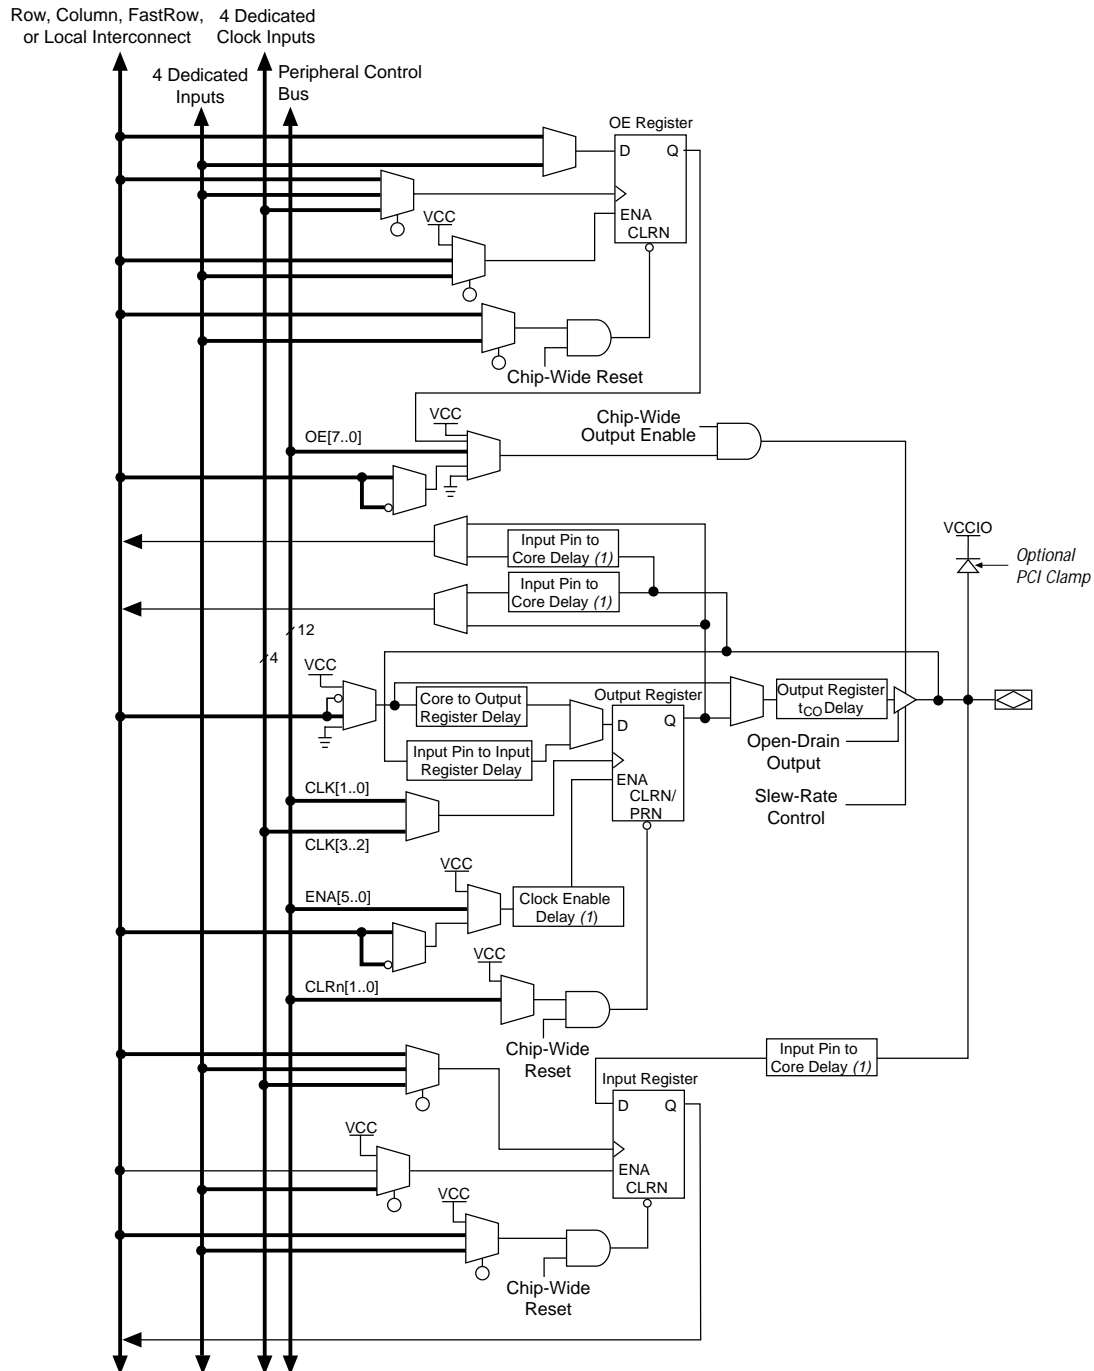 Row, Column, FastRow,
or Local Interconnect
4 Dedicated
Clock Inputs
4 Dedicated
Inputs
Peripheral Control
Bus
OE Register
D Q
ENA
CLRN
VCC
Chip-Wide Reset
VCC
OE[7..0]
Chip-Wide
Output Enable
Input Pin to
Core Delay (1)
VCCIO
Optional
PCI Clamp
Input Pin to
Core Delay (1)
12
4
VCC
Core to Output
Register Delay
Output Register
D Q
ENA
CLRN/
PRN
Output Register
tCO Delay
Input Pin to Input
Register Delay
Open-Drain
Output
Slew-Rate
Control
CLK[1..0]
CLK[3..2]
VCC
ENA[5..0]
Clock Enable
Delay (1)
VCC
CLRn[1..0]
Chip-Wide
Reset
Input Pin to
Core Delay (1)
Input Register
D Q
ENA
CLRN
VCC
VCC
Chip-Wide
Reset